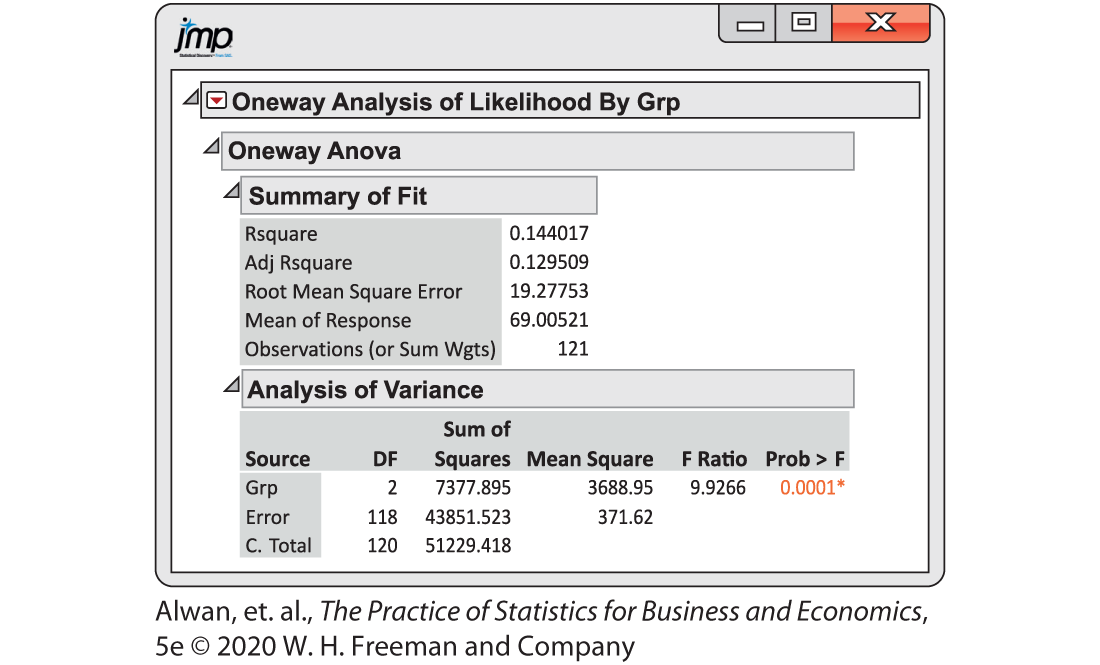 jmp
Statistical Discovery. From SAS.
Oneway Analysis of Likelihood By Grp
Oneway Anova
Summary of Fit
Rsquare 0.144017
Adj Rsquare 0.129509
Root Mean Square Error 19.27753
Mean of Response 69.00521
Observations (or Sum Wgts) 121
Analysis of Variance
Sum of
Source DF Squares Mean Square F Ratio Prob > F
Grp 2 7377.895 3688.95 9.9266 0.0001*
Error 118 43851.523 371.62
C. Total 120 51229.418
Alwan, et. al., The Practice of Statistics for Business and Economics,
5e © 2020 W. H. Freeman and Company